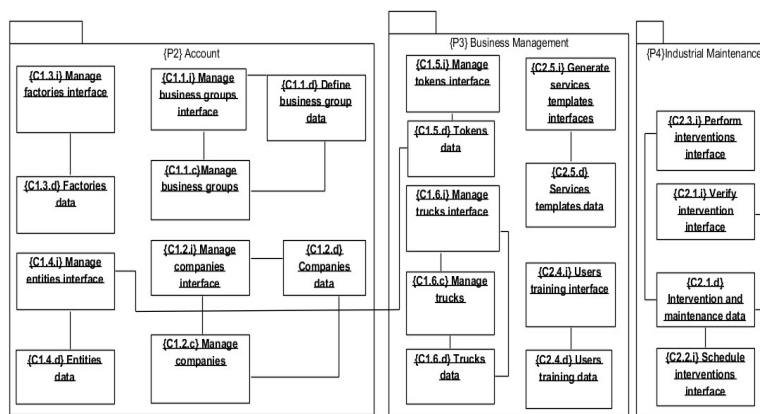 {P2} Account
{C1.3.i} Manage
factories interface
{C1.1.i} Manage
business groups
interface
{C1.1.d} Define
business group
data
{C1.1.c}Manage
business groups
{C1.3.d} Factories
data
{C1.4.i} Manage
entities interface
{C1.2.i} Manage
companies
interface
{C1.2.d}
Companies data
{C1.2.c} Manage
companies
{C1.4.d} Entities
data
{P3} Business Management
{C1.5.i} Manage
tokens interface
{C2.5.i} Generate
services
templates
interfaces
{C1.5.d} Tokens
data
{C2.5.d}
Services
templates data
{C1.6.i} Manage
trucks interface
{C1.6.c} Manage
trucks
{C2.4.i} Users
training interface
{C1.6.d} Trucks
data
{C2.4.d} Users
training data
{P4}Industrial Maintenance
{C2.3.i} Perform
interventions
interface
{C2.1.i} Verify
intervention
interface
{C2.1.d}
Intervention and
maintenance data
{C2.2.i} Schedule
interventions
interface